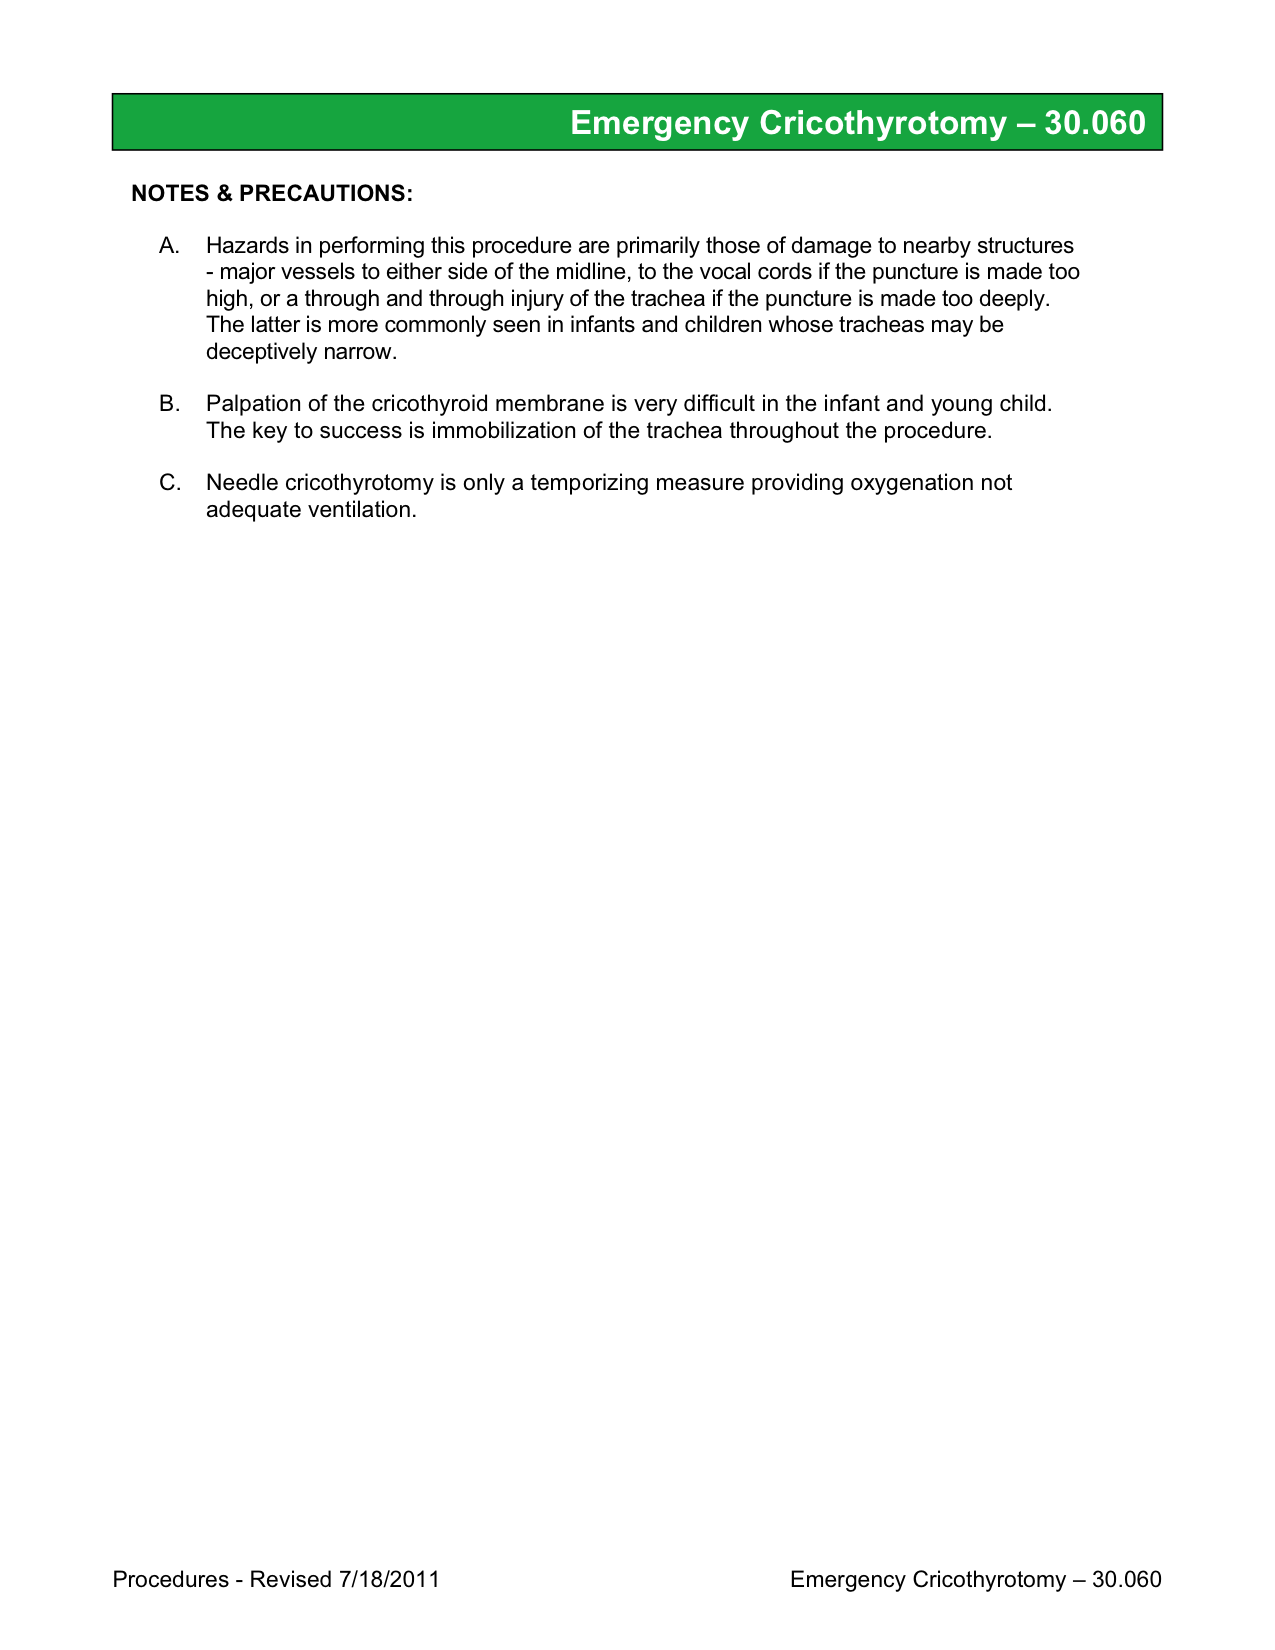 Emergency Cricothyrotomy – 30.060
NOTES & PRECAUTIONS:
A. Hazards in performing this procedure are primarily those of damage to nearby structures
- major vessels to either side of the midline, to the vocal cords if the puncture is made too
high, or a through and through injury of the trachea if the puncture is made too deeply.
The latter is more commonly seen in infants and children whose tracheas may be
deceptively narrow.
B. Palpation of the cricothyroid membrane is very difficult in the infant and young child.
The key to success is immobilization of the trachea throughout the procedure.
C. Needle cricothyrotomy is only a temporizing measure providing oxygenation not
adequate ventilation.
Procedures - Revised 7/18/2011 Emergency Cricothyrotomy – 30.060